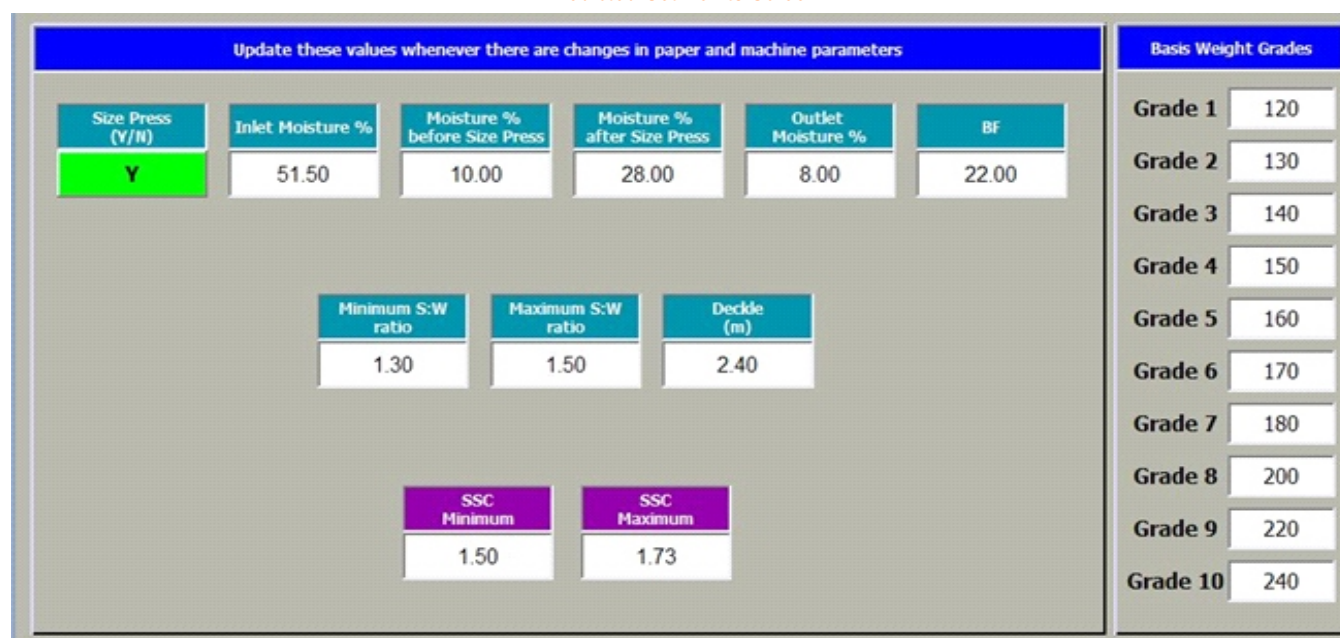 Update these values whenever there are changes in paper and machine parameters
Size Press
(Y/N)
Y
Inlet Moisture %
51.50
Moisture %
before Size Press
10.00
Moisture %
after Size Press
28.00
Outlet
Moisture %
8.00
BF
22.00
Minimum S:W
ratio
1.30
Maximum S:W
ratio
1.50
Deckle
(m)
2.40
SSC
Minimum
1.50
SSC
Maximum
1.73
Basis Weight Grades
Grade 1 120
Grade 2 130
Grade 3 140
Grade 4 150
Grade 5 160
Grade 6 170
Grade 7 180
Grade 8 200
Grade 9 220
Grade 10 240